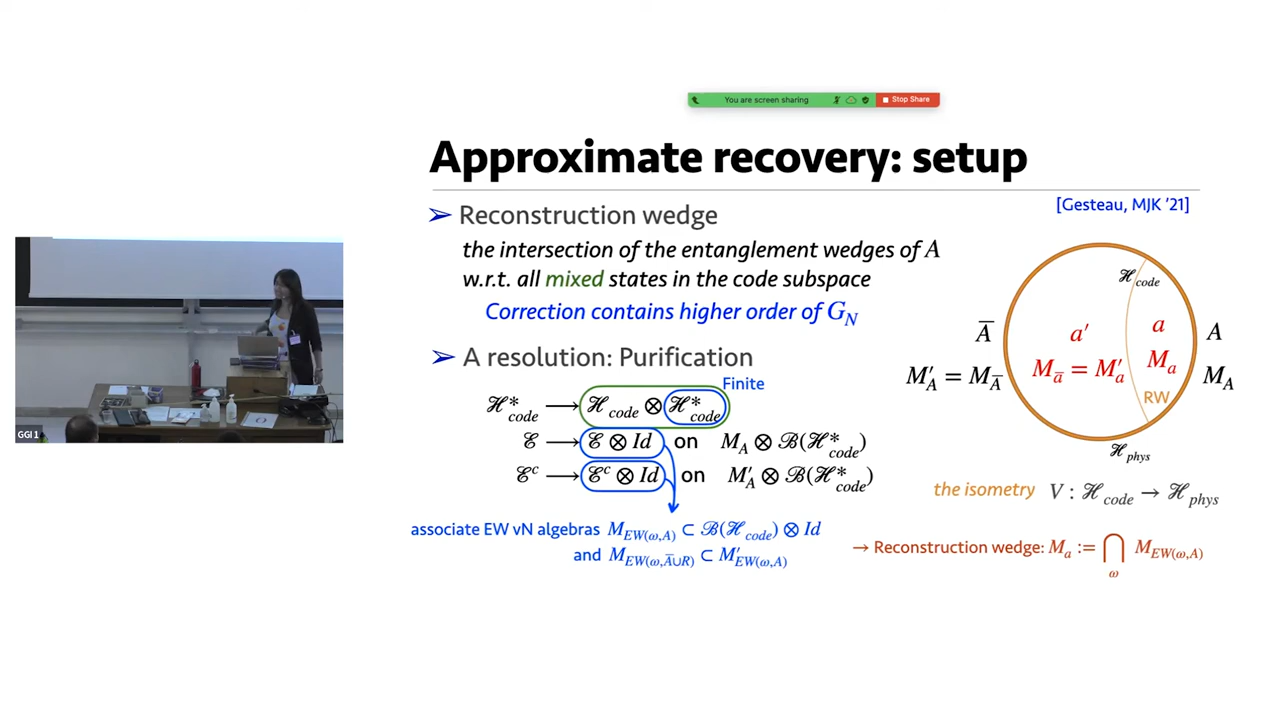 You are screen sharing
Stop Share
Approximate recovery: setup
[Gesteau, MJK '21]
➢ Reconstruction wedge
the intersection of the entanglement wedges of A
w.r.t. all mixed states in the code subspace
Correction contains higher order of G_N
➢ A resolution: Purification
Finite
ℋ*_code ⟶ ℋ_code ⊗ ℋ*_code
ℰ ⟶ ℰ ⊗ Id on M_A ⊗ ℬ(ℋ*_code)
ℰ^c ⟶ ℰ^c ⊗ Id on M'_A ⊗ ℬ(ℋ*_code)
associate EW vN algebras M_EW(ω,A) ⊂ ℬ(ℋ_code) ⊗ Id
and M_EW(ω,A̅∪R) ⊂ M'_EW(ω,A)
ℋ_code
A̅ a' a A
M'_A = M_A̅ M_a̅ = M'_a M_a M_A
RW
ℋ_phys
the isometry V : ℋ_code → ℋ_phys
→ Reconstruction wedge: M_a := ⋂_ω M_EW(ω,A)
GGI 1